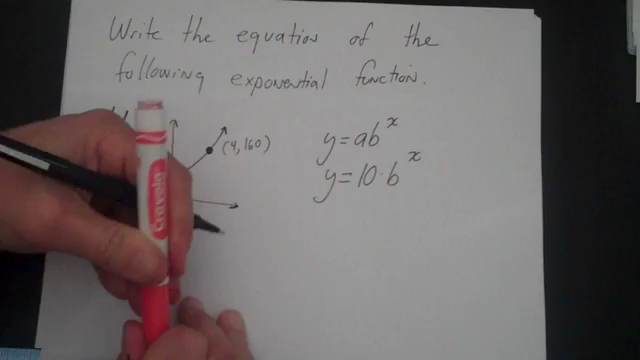 Write the equation of the
following exponential function.
(4,160)
y=ab^x
y=10·b^x
Crayola